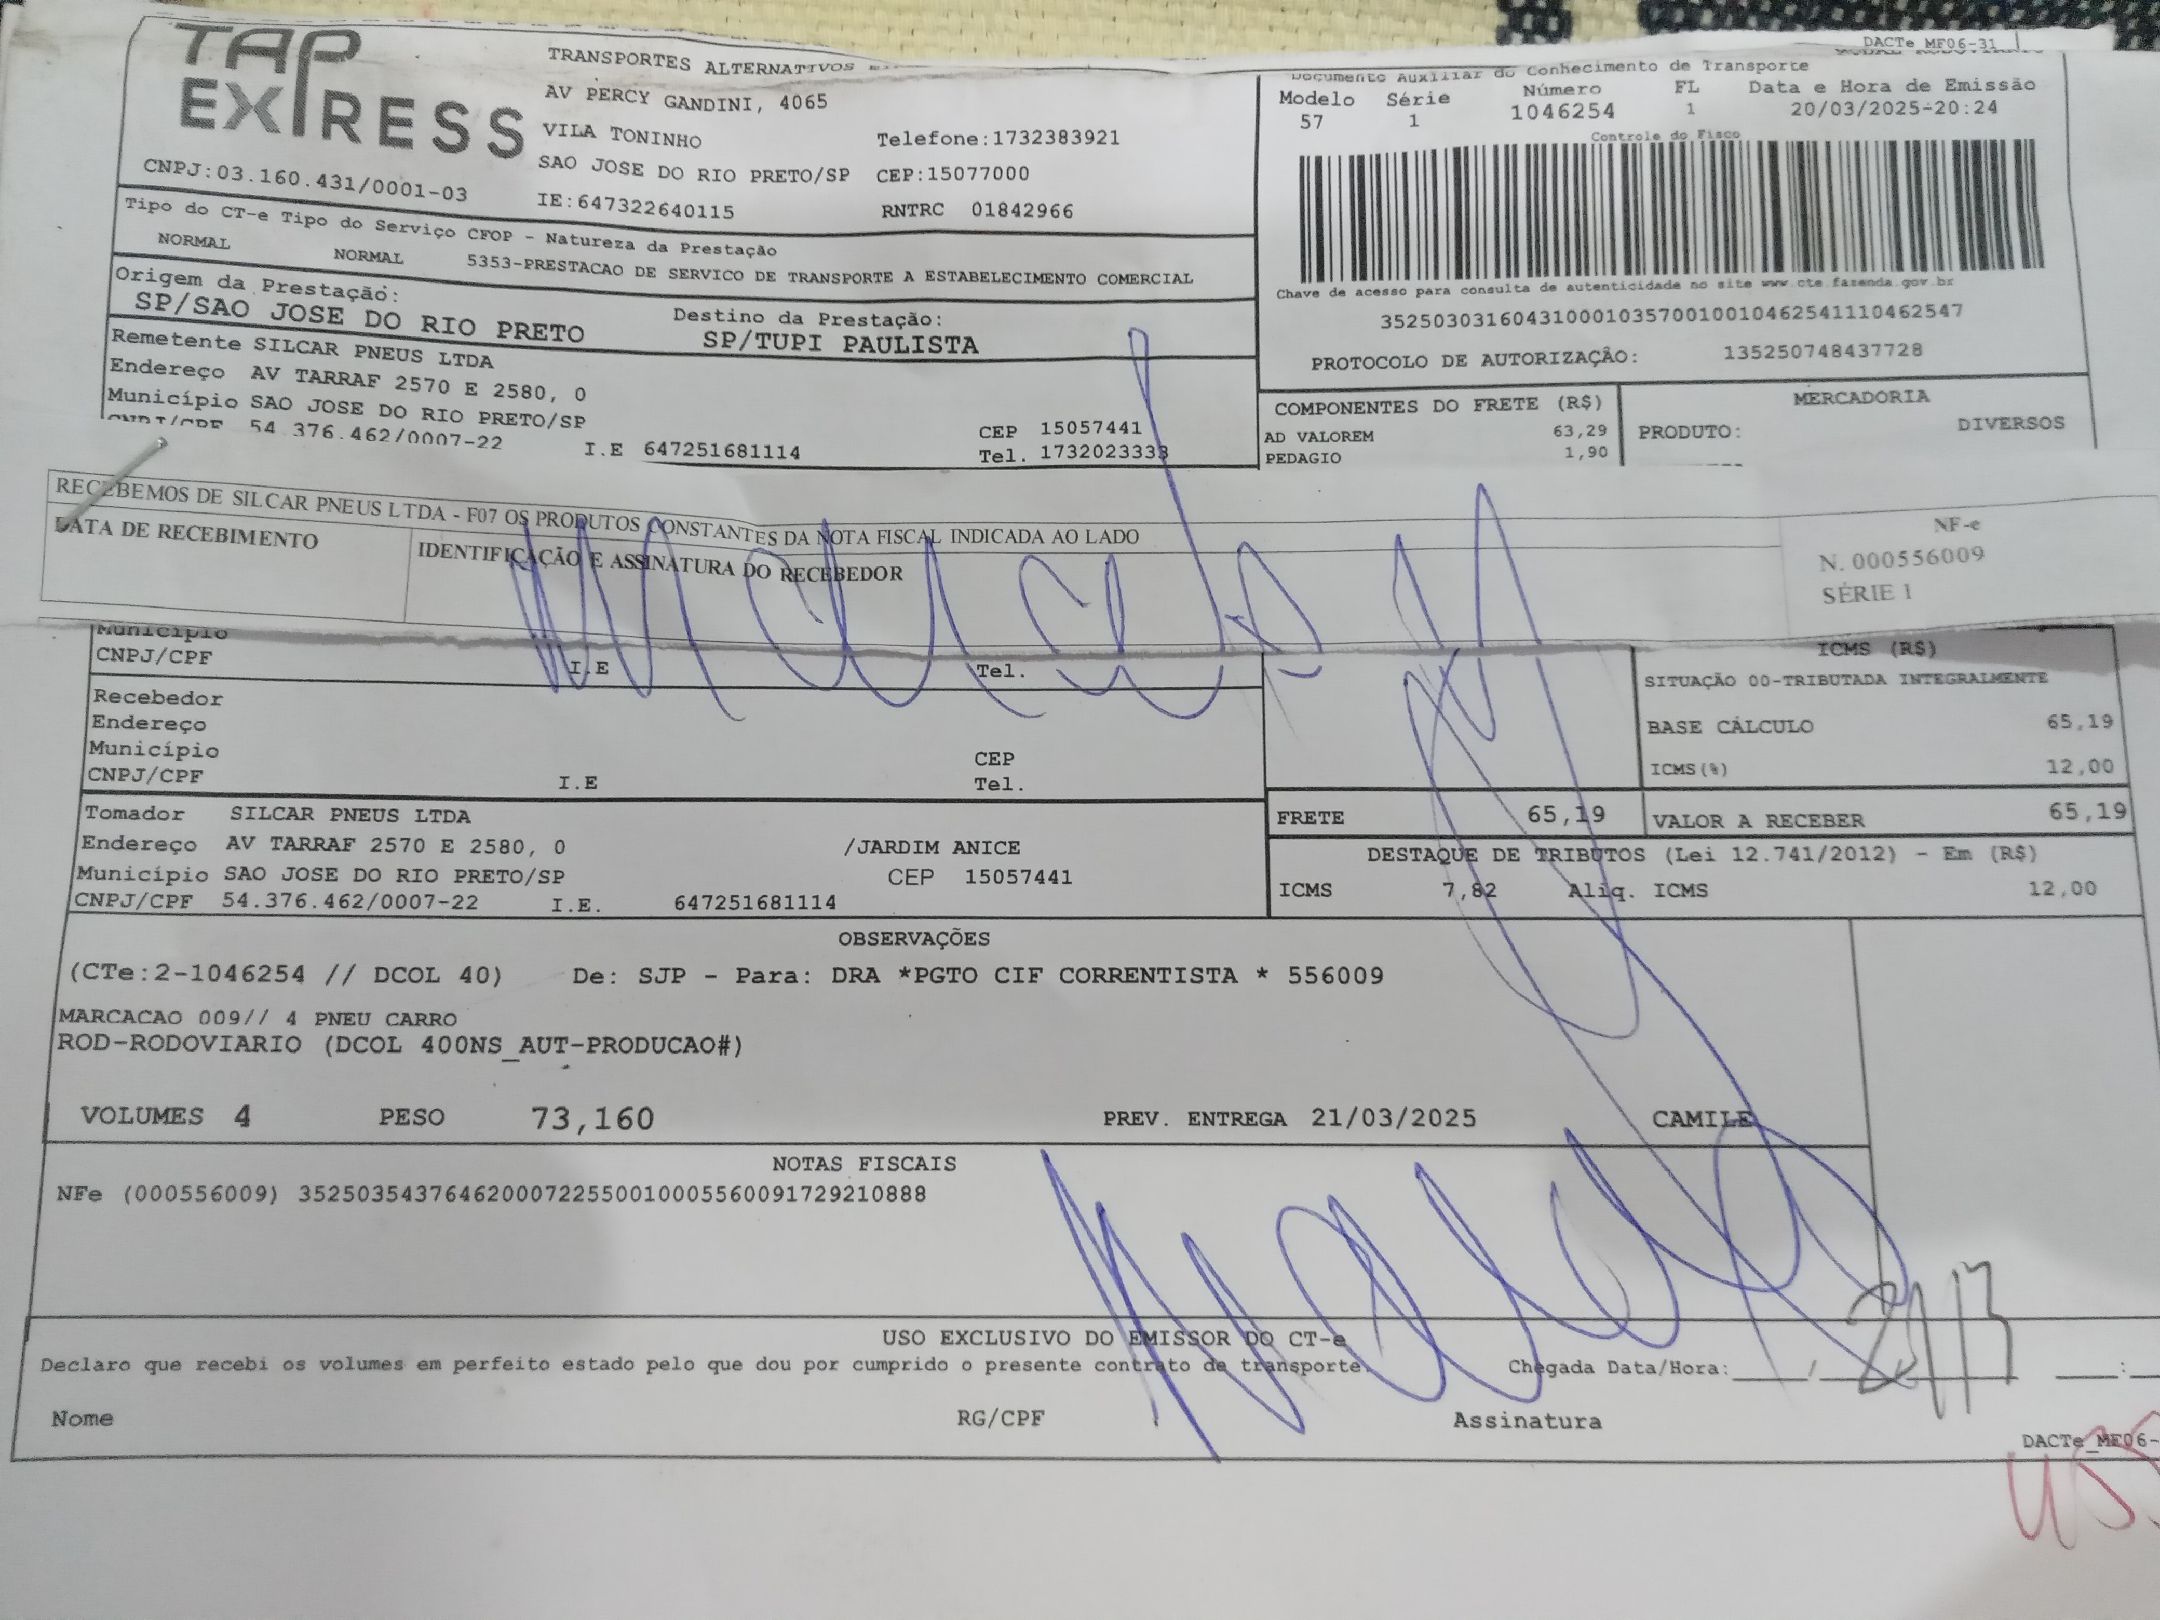 TAP
EXPRESS
CNPJ:03.160.431/0001-03
TRANSPORTES ALTERNATIVOS
AV PERCY GANDINI, 4065
VILA TONINHO Telefone:1732383921
SAO JOSE DO RIO PRETO/SP CEP:15077000
IE:647322640115 RNTRC 01842966
DACTe_MF06-31
Documento Auxiliar do Conhecimento de Transporte
Modelo Série Número FL Data e Hora de Emissão
57 1 1046254 1 20/03/2025-20:24
Controle do Fisco
Chave de acesso para consulta de autenticidade no site www.cte.fazenda.gov.br
35250303160431000103570010010462541110462547
PROTOCOLO DE AUTORIZAÇÃO: 135250748437728
Tipo do CT-e Tipo do Serviço CFOP - Natureza da Prestação
NORMAL NORMAL 5353-PRESTACAO DE SERVICO DE TRANSPORTE A ESTABELECIMENTO COMERCIAL
Origem da Prestação: Destino da Prestação:
SP/SAO JOSE DO RIO PRETO SP/TUPI PAULISTA
Remetente SILCAR PNEUS LTDA
Endereço AV TARRAF 2570 E 2580, 0
Município SAO JOSE DO RIO PRETO/SP CEP 15057441
CNPJ/CPF 54.376.462/0007-22 I.E 647251681114 Tel. 1732023333
COMPONENTES DO FRETE (R$)
AD VALOREM 63,29
PEDAGIO 1,90
MERCADORIA
PRODUTO: DIVERSOS
RECEBEMOS DE SILCAR PNEUS LTDA - F07 OS PRODUTOS CONSTANTES DA NOTA FISCAL INDICADA AO LADO
DATA DE RECEBIMENTO
IDENTIFICAÇÃO E ASSINATURA DO RECEBEDOR
NF-e
N. 000556009
SÉRIE 1
Município
CNPJ/CPF I.E Tel.
Recebedor
Endereço
Município CEP
CNPJ/CPF I.E Tel.
ICMS (R$)
SITUAÇÃO 00-TRIBUTADA INTEGRALMENTE
BASE CÁLCULO 65,19
ICMS(%) 12,00
FRETE 65,19 VALOR A RECEBER 65,19
Tomador SILCAR PNEUS LTDA
Endereço AV TARRAF 2570 E 2580, 0 /JARDIM ANICE
Município SAO JOSE DO RIO PRETO/SP CEP 15057441
CNPJ/CPF 54.376.462/0007-22 I.E. 647251681114
DESTAQUE DE TRIBUTOS (Lei 12.741/2012) - Em (R$)
ICMS 7,82 Aliq. ICMS 12,00
OBSERVAÇÕES
(CTe:2-1046254 // DCOL 40) De: SJP - Para: DRA *PGTO CIF CORRENTISTA * 556009
MARCACAO 009// 4 PNEU CARRO
ROD-RODOVIARIO (DCOL 400NS_AUT-PRODUCAO#)
VOLUMES 4 PESO 73,160 PREV. ENTREGA 21/03/2025 CAMILE
NOTAS FISCAIS
NFe (000556009) 35250354376462000722550010005560091729210888
USO EXCLUSIVO DO EMISSOR DO CT-e
Declaro que recebi os volumes em perfeito estado pelo que dou por cumprido o presente contrato de transporte. Chegada Data/Hora:____/ 21/3 ____:
Nome RG/CPF Assinatura
DACTe_MF06-